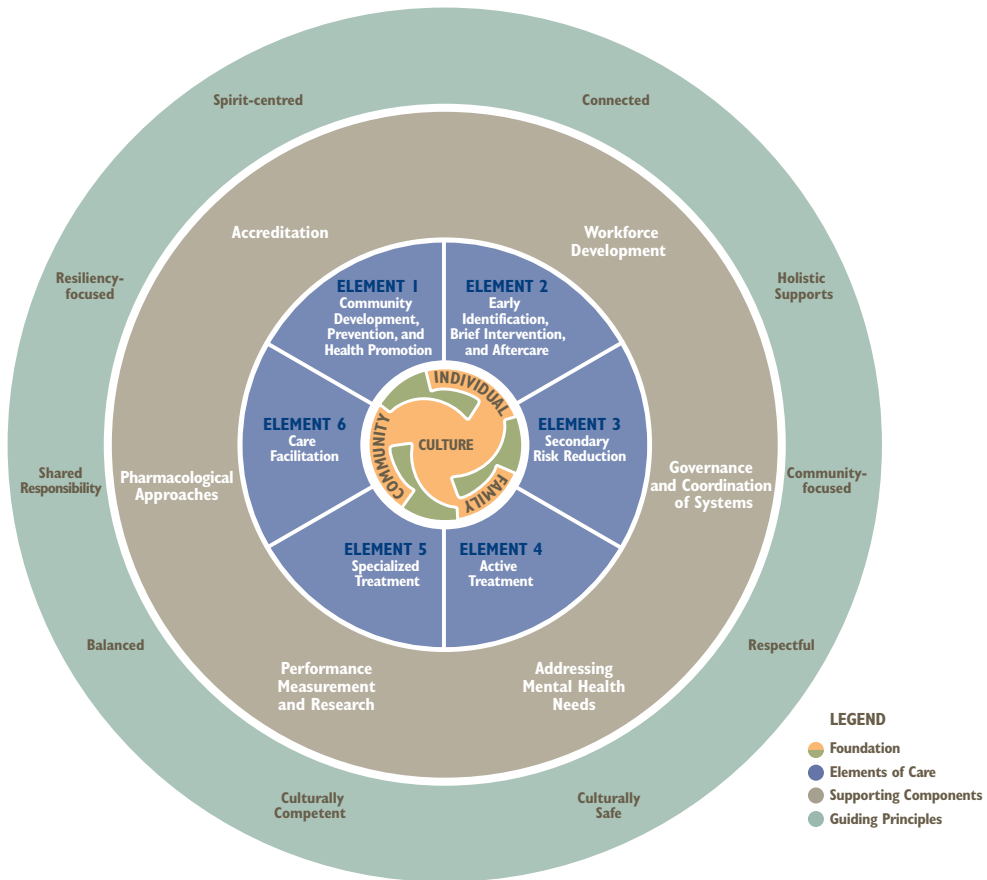 Spirit-centred
Connected
Accreditation
Workforce
Development
Resiliency-
focused
Holistic
Supports
ELEMENT 1
Community
Development,
Prevention, and
Health Promotion
ELEMENT 2
Early
Identification,
Brief Intervention,
and Aftercare
INDIVIDUAL
CULTURE
COMMUNITY
FAMILY
ELEMENT 6
Care
Facilitation
ELEMENT 3
Secondary
Risk Reduction
Shared
Responsibility
Pharmacological
Approaches
Governance
and Coordination
of Systems
Community-
focused
ELEMENT 5
Specialized
Treatment
ELEMENT 4
Active
Treatment
Balanced
Respectful
Performance
Measurement
and Research
Addressing
Mental Health
Needs
Culturally
Competent
Culturally
Safe
LEGEND
Foundation
Elements of Care
Supporting Components
Guiding Principles